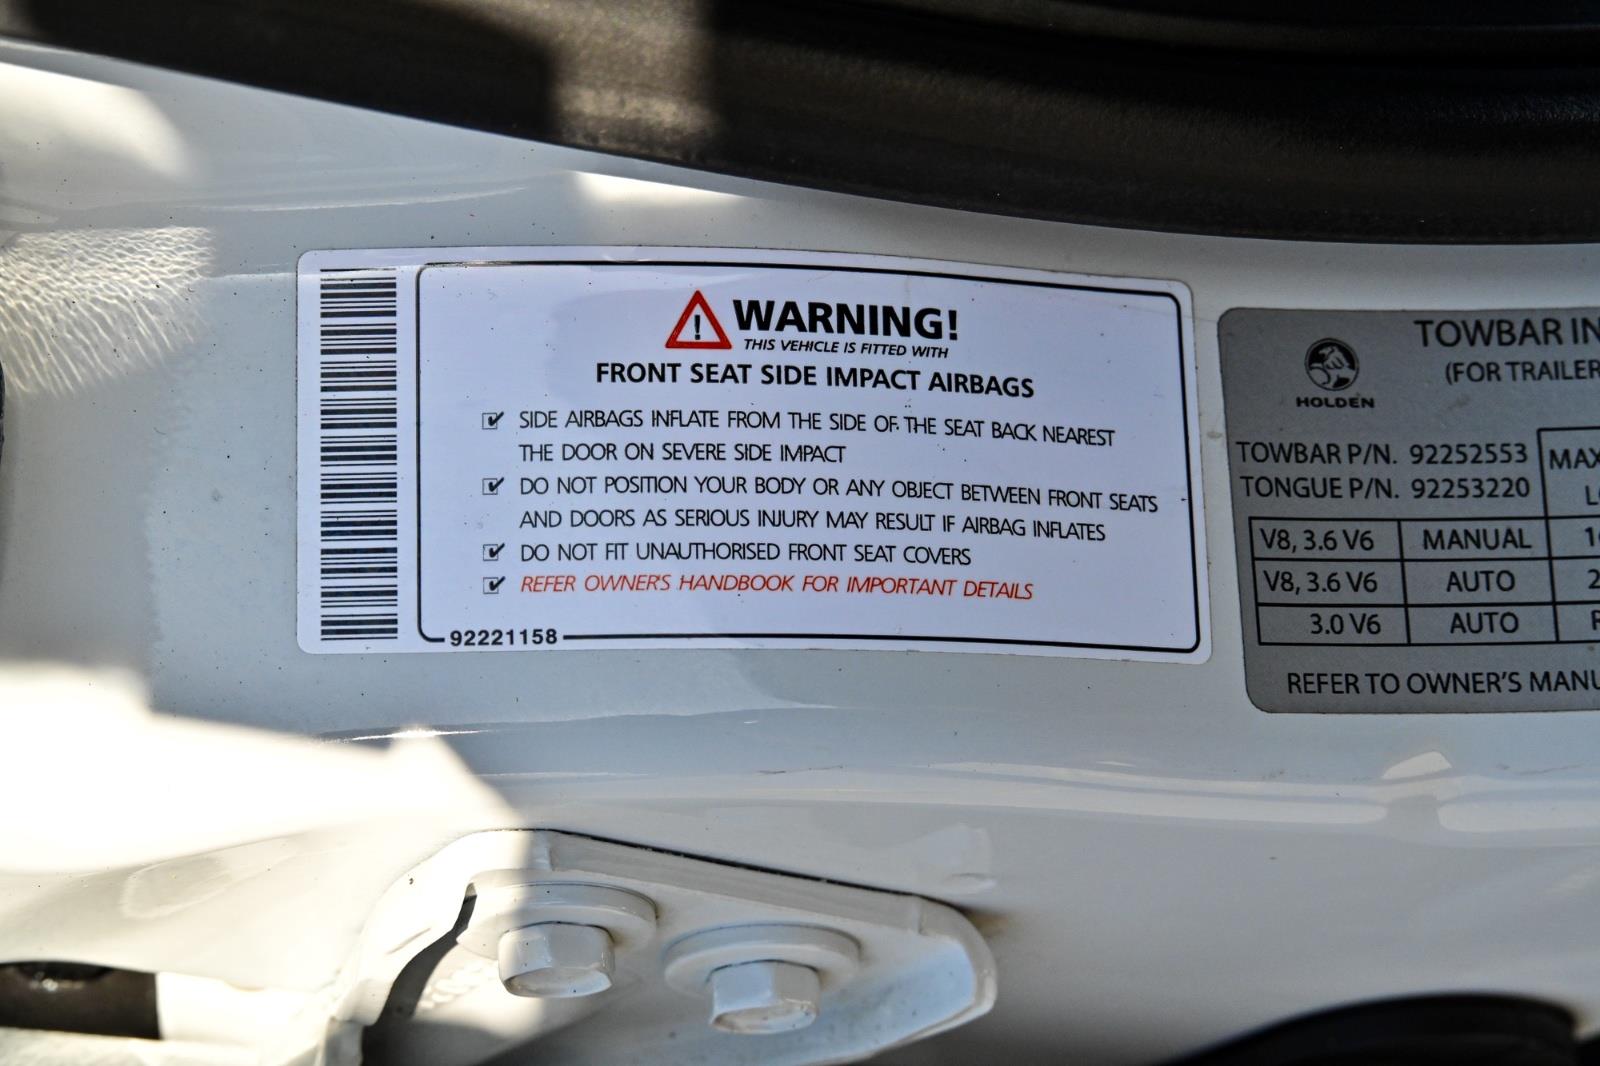 WARNING!
THIS VEHICLE IS FITTED WITH
FRONT SEAT SIDE IMPACT AIRBAGS
SIDE AIRBAGS INFLATE FROM THE SIDE OF THE SEAT BACK NEAREST
THE DOOR ON SEVERE SIDE IMPACT
DO NOT POSITION YOUR BODY OR ANY OBJECT BETWEEN FRONT SEATS
AND DOORS AS SERIOUS INJURY MAY RESULT IF AIRBAG INFLATES
DO NOT FIT UNAUTHORISED FRONT SEAT COVERS
REFER OWNER'S HANDBOOK FOR IMPORTANT DETAILS
92221158
TOWBAR IN
(FOR TRAILER
HOLDEN
TOWBAR P/N. 92252553
TONGUE P/N. 92253220
MAX
V8, 3.6 V6 MANUAL
V8, 3.6 V6 AUTO
3.0 V6 AUTO
REFER TO OWNER'S MANU